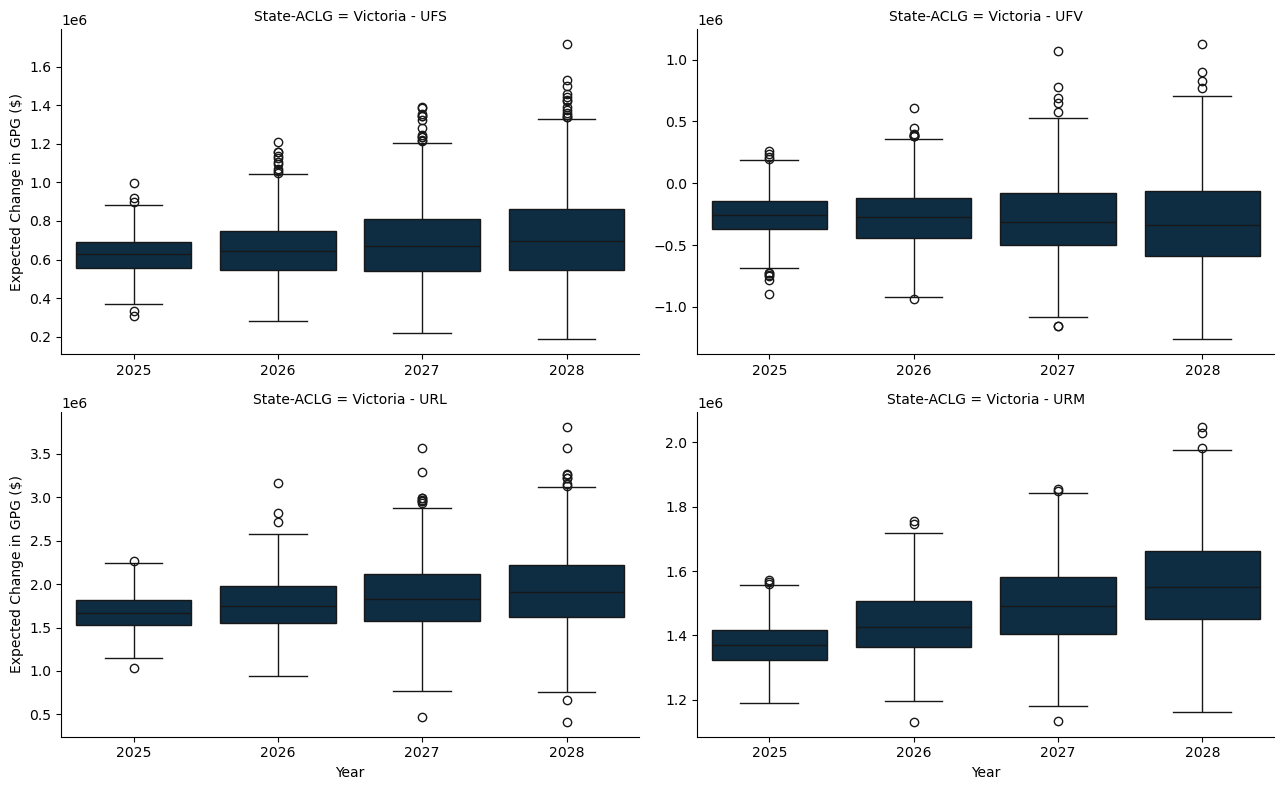 State-ACLG = Victoria - UFS
1e6
Expected Change in GPG ($)
1.6
1.4
1.2
1.0
0.8
0.6
0.4
0.2
2025 2026 2027 2028
State-ACLG = Victoria - UFV
1e6
1.0
0.5
0.0
−0.5
−1.0
2025 2026 2027 2028
State-ACLG = Victoria - URL
1e6
Expected Change in GPG ($)
3.5
3.0
2.5
2.0
1.5
1.0
0.5
2025 2026 2027 2028
Year
State-ACLG = Victoria - URM
1e6
2.0
1.8
1.6
1.4
1.2
2025 2026 2027 2028
Year